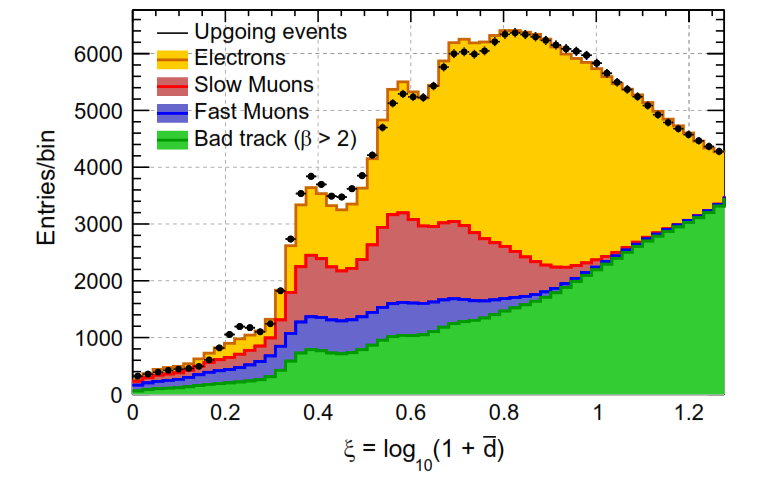 Upgoing events
Electrons
Slow Muons
Fast Muons
Bad track (β > 2)
Entries/bin
6000
5000
4000
3000
2000
1000
0
0 0.2 0.4 0.6 0.8 1 1.2
ξ = log₁₀(1 + d̅)